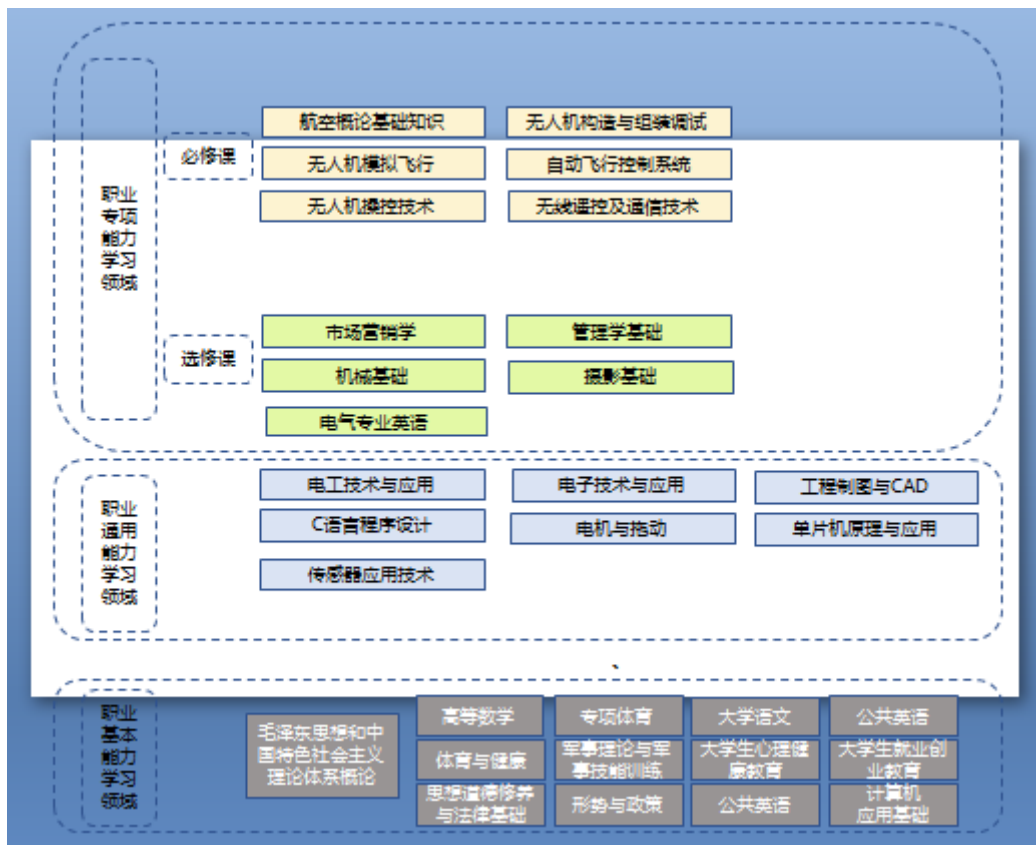 职业
专项
能力
学习
领域
必修课
航空概论基础知识
无人机构造与组装调试
无人机模拟飞行
自动飞行控制系统
无人机操控技术
无线遥控及通信技术
选修课
市场营销学
管理学基础
机械基础
摄影基础
电气专业英语
职业
通用
能力
学习
领域
电工技术与应用
电子技术与应用
工程制图与CAD
C语言程序设计
电机与拖动
单片机原理与应用
传感器应用技术
、
职业
基本
能力
学习
领域
毛泽东思想和中
国特色社会主义
理论体系概论
高等数学
专项体育
大学语文
公共英语
体育与健康
军事理论与军
事技能训练
大学生心理健
康教育
大学生就业创
业教育
思想道德修养
与法律基础
形势与政策
公共英语
计算机
应用基础